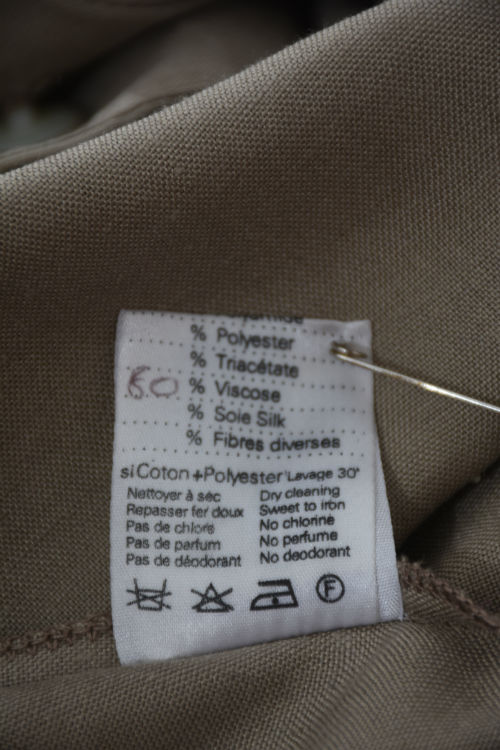 % Polyester
% Triacétate
60 % Viscose
% Soie Silk
% Fibres diverses
si Coton + Polyester Lavage 30°
Nettoyer à sec Dry cleaning
Repasser fer doux Sweet to iron
Pas de chlore No chlorine
Pas de parfum No perfume
Pas de déodorant No deodorant
F